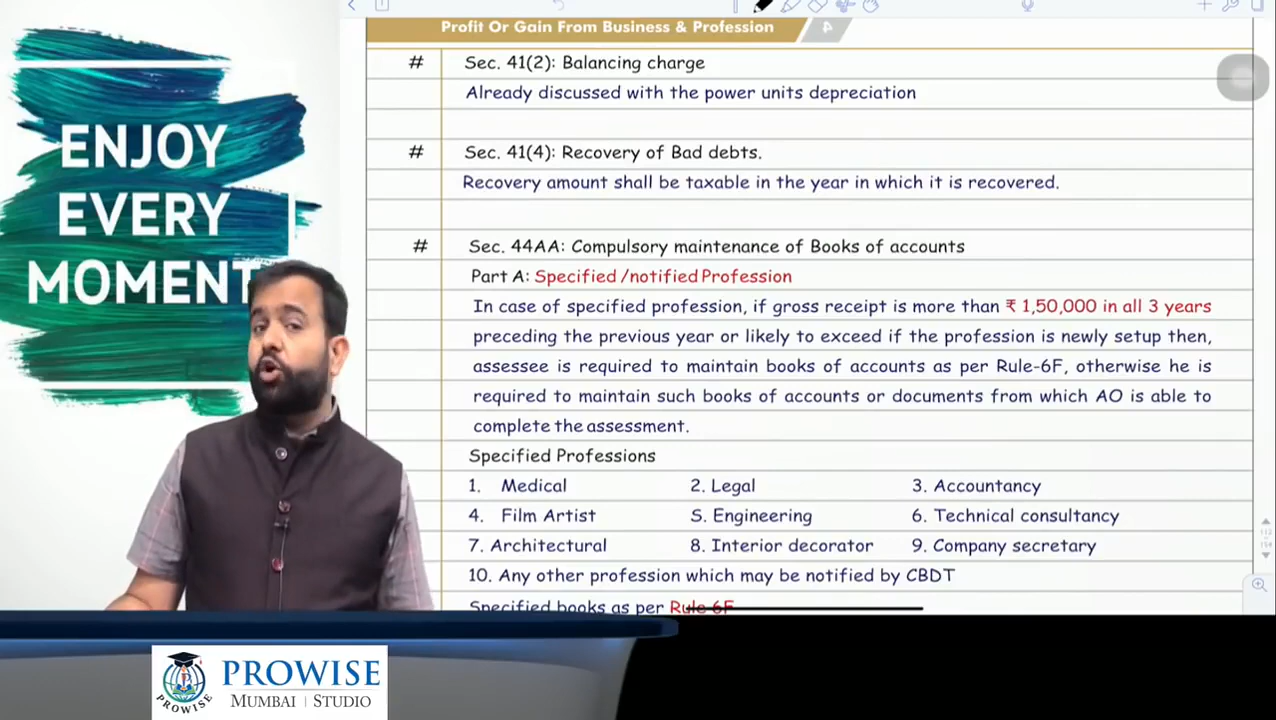 Profit Or Gain From Business & Profession
4
ENJOY
EVERY
MOMENT
# Sec. 41(2): Balancing charge
Already discussed with the power units depreciation
# Sec. 41(4): Recovery of Bad debts.
Recovery amount shall be taxable in the year in which it is recovered.
# Sec. 44AA: Compulsory maintenance of Books of accounts
Part A: Specified /notified Profession
In case of specified profession, if gross receipt is more than ₹ 1,50,000 in all 3 years
preceding the previous year or likely to exceed if the profession is newly setup then,
assessee is required to maintain books of accounts as per Rule-6F, otherwise he is
required to maintain such books of accounts or documents from which AO is able to
complete the assessment.
Specified Professions
1. Medical 2. Legal 3. Accountancy
4. Film Artist 5. Engineering 6. Technical consultancy
7. Architectural 8. Interior decorator 9. Company secretary
10. Any other profession which may be notified by CBDT
Specified books as per Rule 6F
PROWISE
PROWISE
MUMBAI | STUDIO